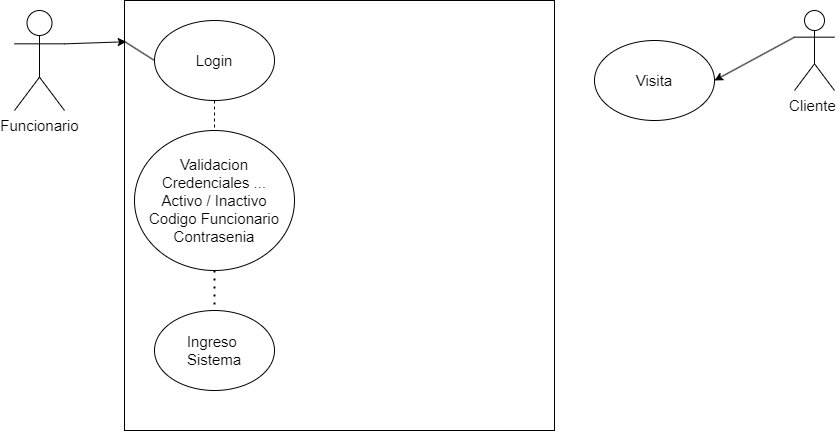 Login
Visita
Cliente
Funcionario
Validacion
Credenciales ...
Activo / Inactivo
Codigo Funcionario
Contrasenia
Ingreso
Sistema